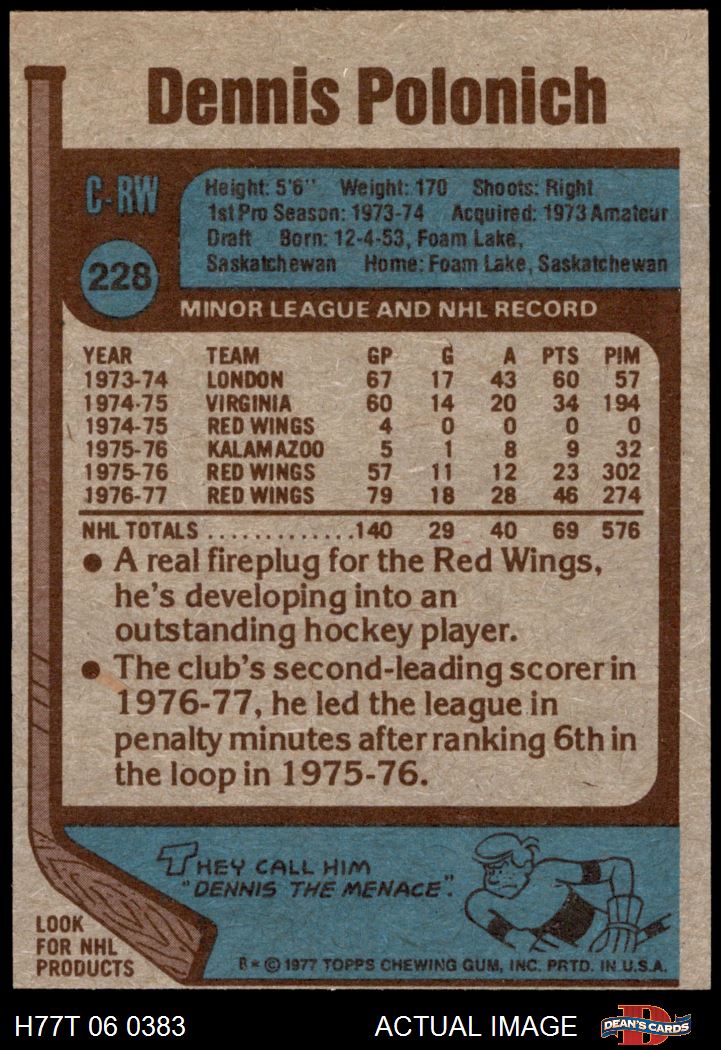 Dennis Polonich
C-RW
228
Height: 5'6" Weight: 170 Shoots: Right
1st Pro Season: 1973-74 Acquired: 1973 Amateur
Draft Born: 12-4-53, Foam Lake,
Saskatchewan Home: Foam Lake, Saskatchewan
MINOR LEAGUE AND NHL RECORD
YEAR TEAM GP G A PTS PIM
1973-74 LONDON 67 17 43 60 57
1974-75 VIRGINIA 60 14 20 34 194
1974-75 RED WINGS 4 0 0 0 0
1975-76 KALAMAZOO 5 1 8 9 32
1975-76 RED WINGS 57 11 12 23 302
1976-77 RED WINGS 79 18 28 46 274
NHL TOTALS .............140 29 40 69 576
● A real fireplug for the Red Wings,
he's developing into an
outstanding hockey player.
● The club's second-leading scorer in
1976-77, he led the league in
penalty minutes after ranking 6th in
the loop in 1975-76.
THEY CALL HIM
"DENNIS THE MENACE".
LOOK
FOR NHL
PRODUCTS
B * © 1977 TOPPS CHEWING GUM, INC. PRTD. IN U.S.A.
H77T 06 0383 ACTUAL IMAGE D DEAN'S CARDS